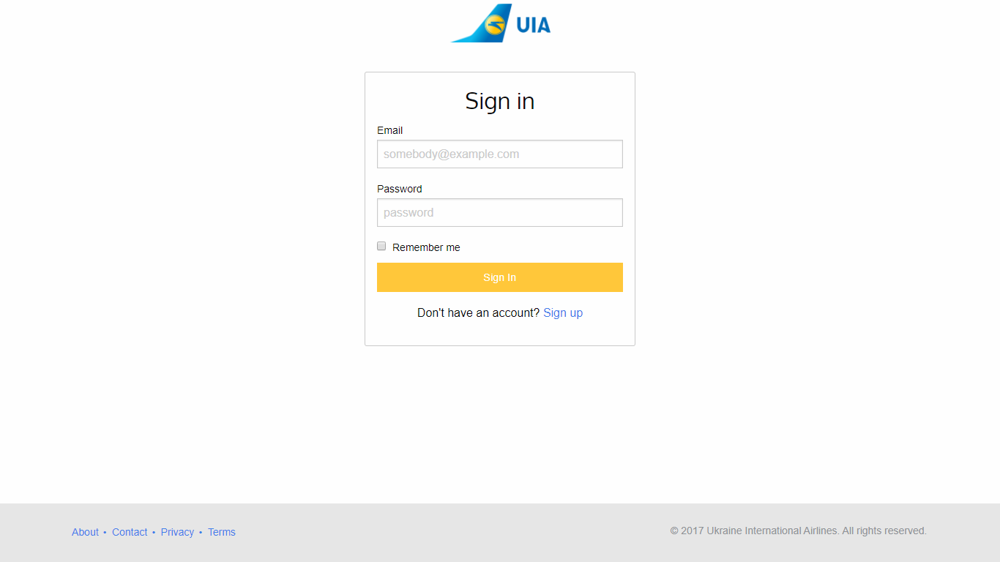 UIA
Sign in
Email
somebody@example.com
Password
password
Remember me
Sign In
Don't have an account? Sign up
About • Contact • Privacy • Terms
© 2017 Ukraine International Airlines. All rights reserved.